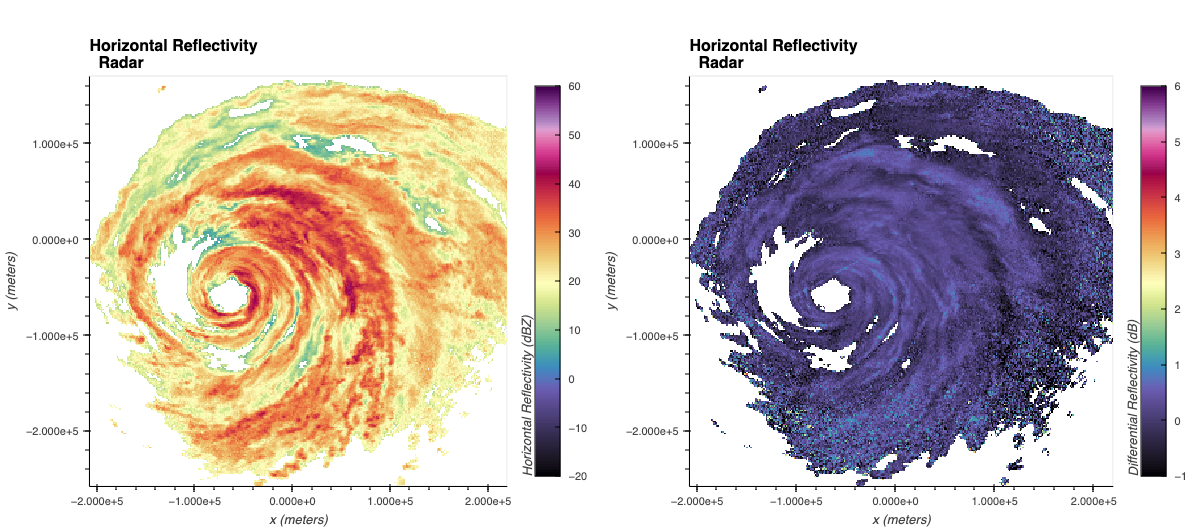 Horizontal Reflectivity
Radar
60
50
40
30
20
10
0
−10
−20
Horizontal Reflectivity (dBZ)
1.000e+5
0.000e+0
−1.000e+5
−2.000e+5
y (meters)
−2.000e+5
−1.000e+5
0.000e+0
1.000e+5
2.000e+5
x (meters)
Horizontal Reflectivity
Radar
6
5
4
3
2
1
0
−1
Differential Reflectivity (dB)
1.000e+5
0.000e+0
−1.000e+5
−2.000e+5
y (meters)
−2.000e+5
−1.000e+5
0.000e+0
1.000e+5
2.000e+5
x (meters)